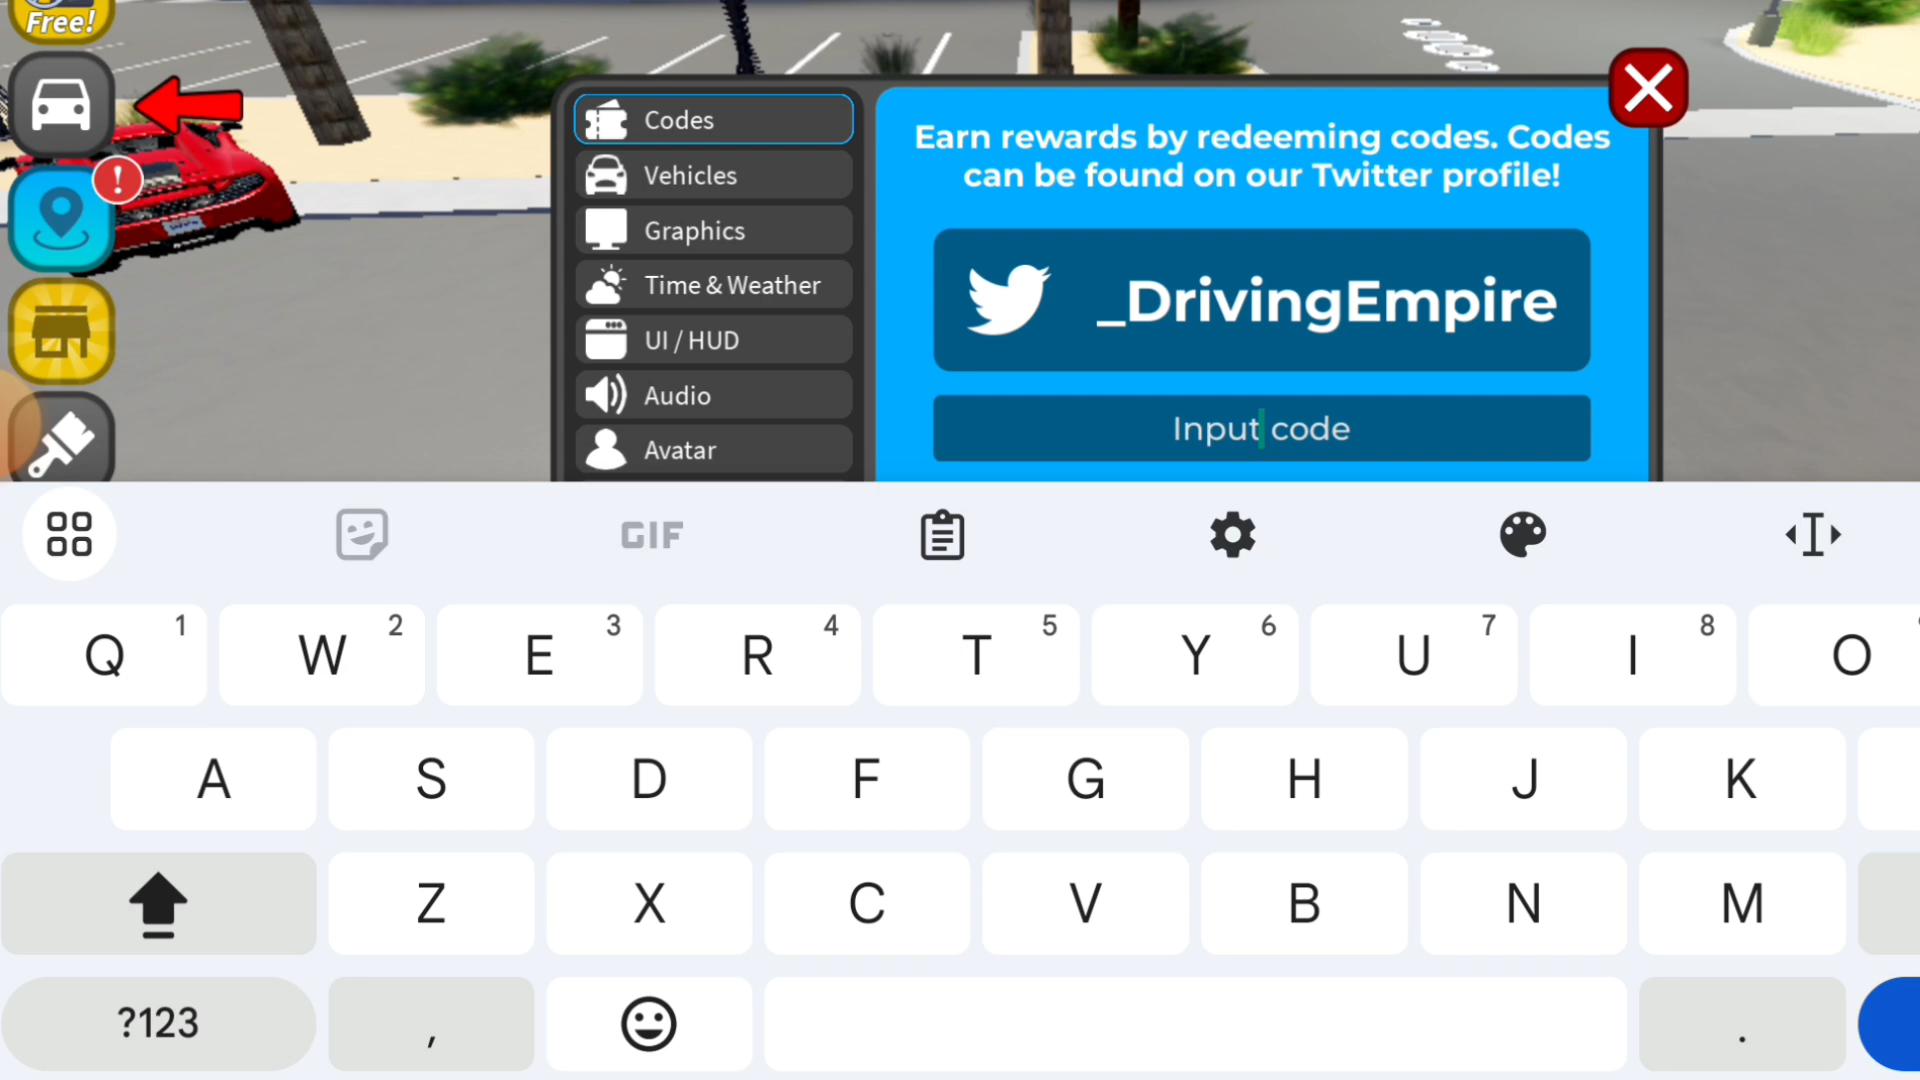 Free!
!
Codes
Vehicles
Graphics
Time & Weather
UI / HUD
Audio
Avatar
Earn rewards by redeeming codes. Codes
can be found on our Twitter profile!
_DrivingEmpire
Input code
GIF
Q 1 W 2 E 3 R 4 T 5 Y 6 U 7 I 8 O
A S D F G H J K
Z X C V B N M
?123 , .